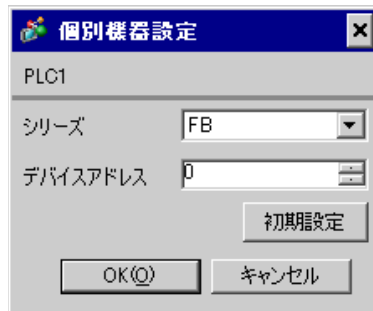 個別機器設定
PLC1
シリーズ FB
デバイスアドレス 0
初期設定
OK(O) キャンセル